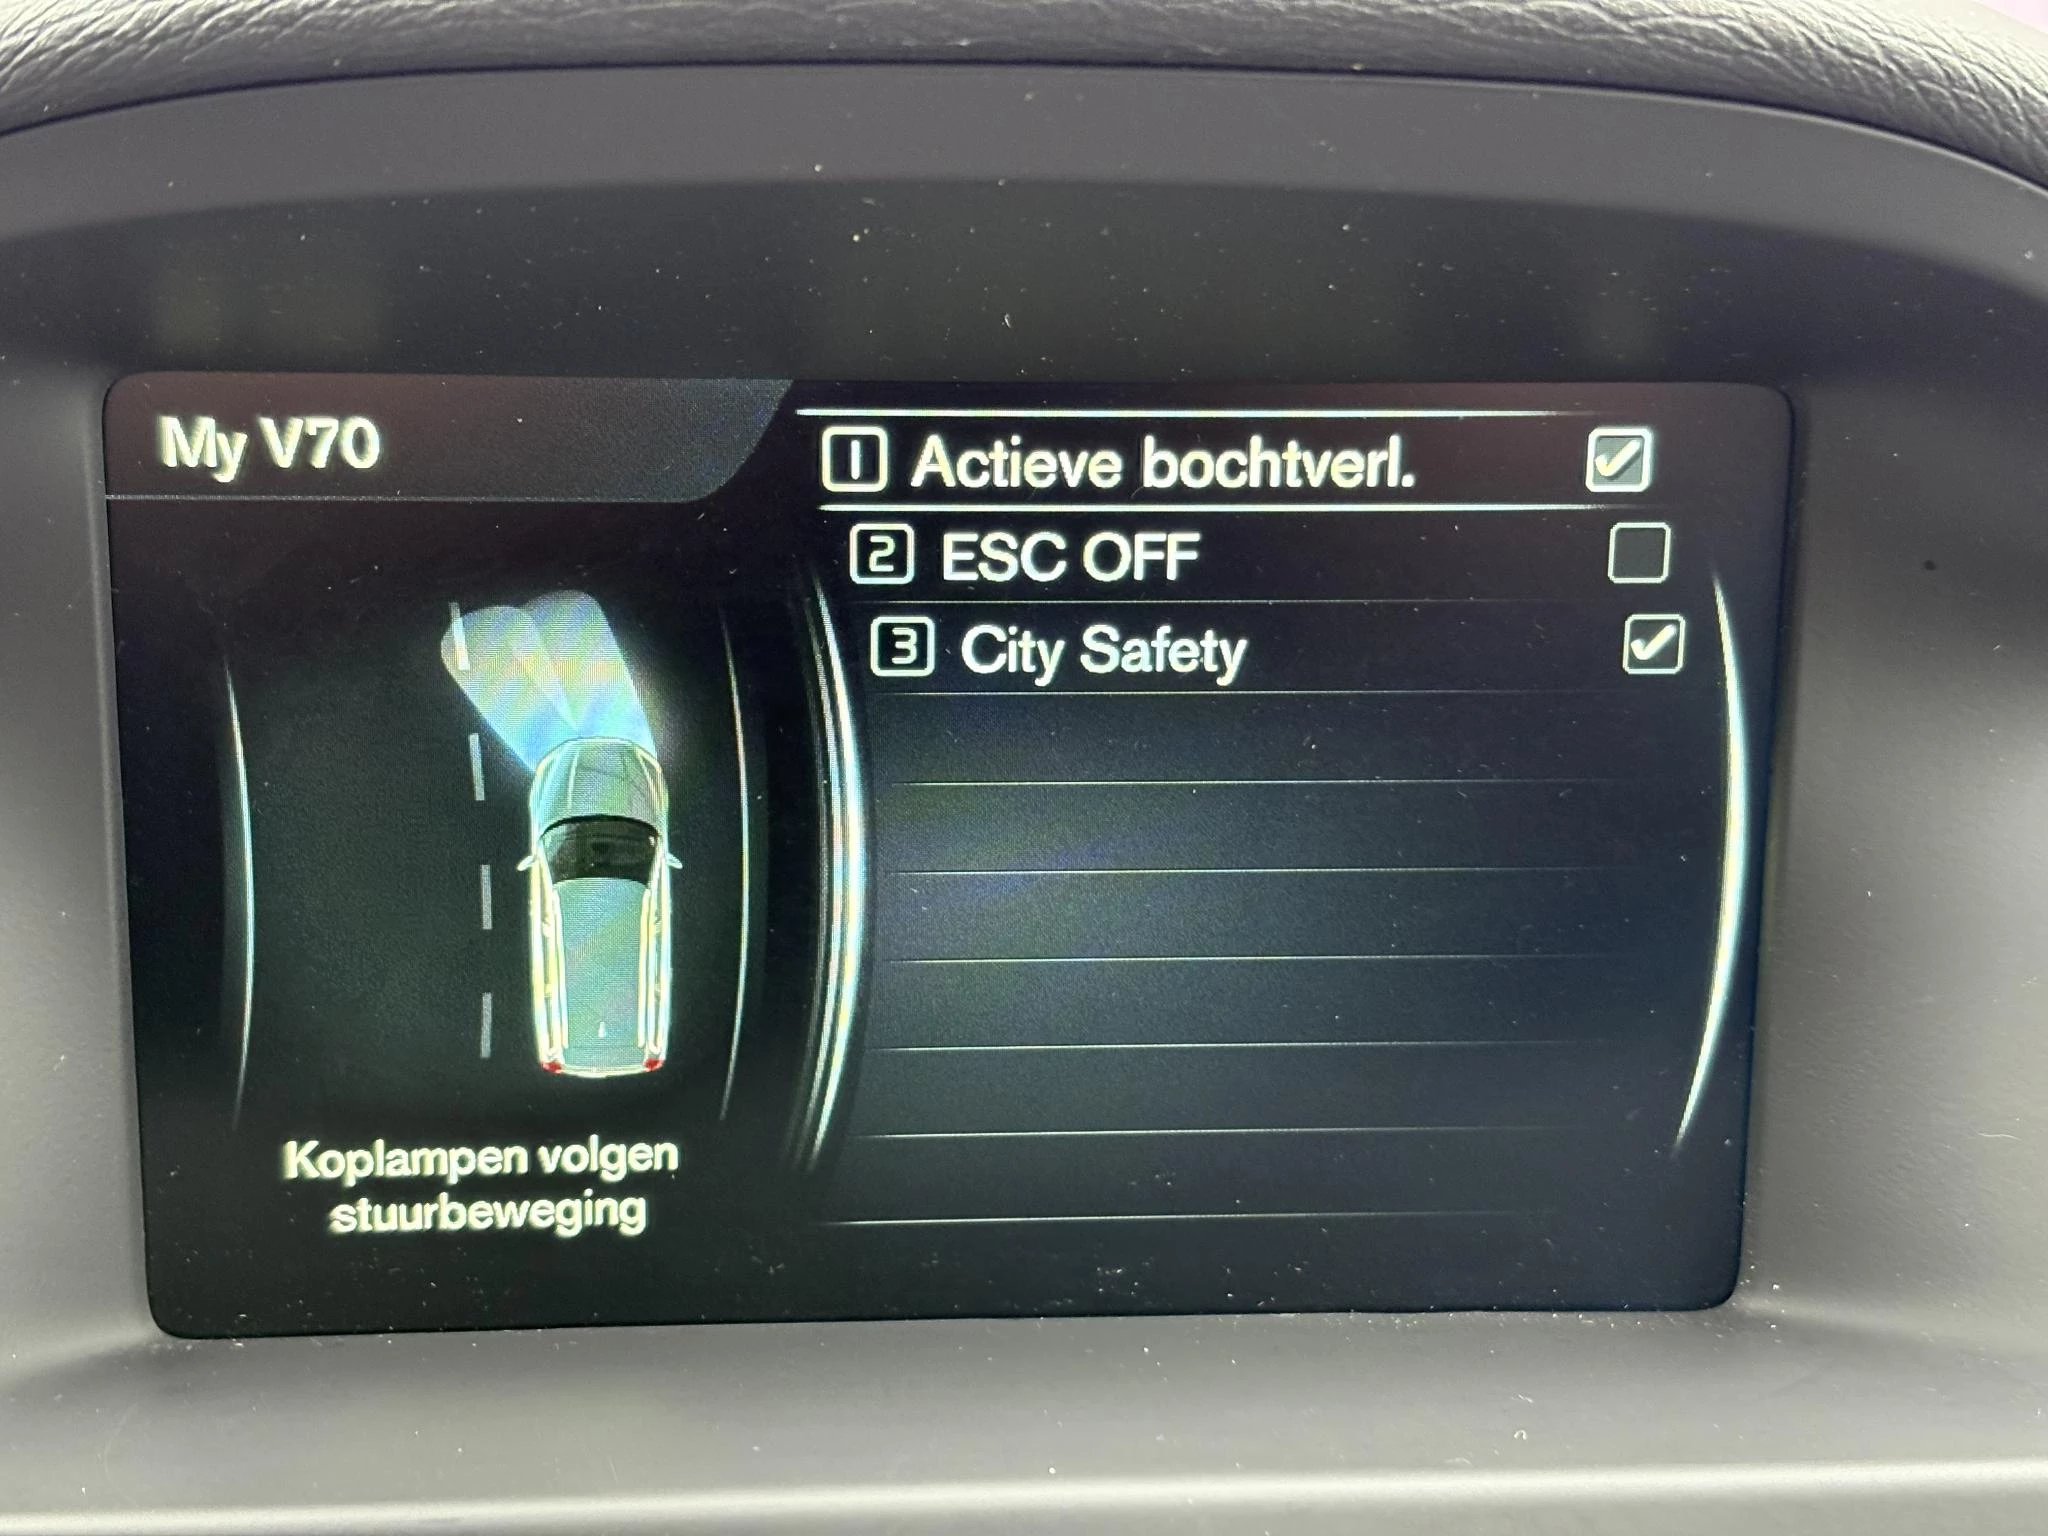 My V70
1 Actieve bochtverl.
2 ESC OFF
3 City Safety
Koplampen volgen
stuurbeweging